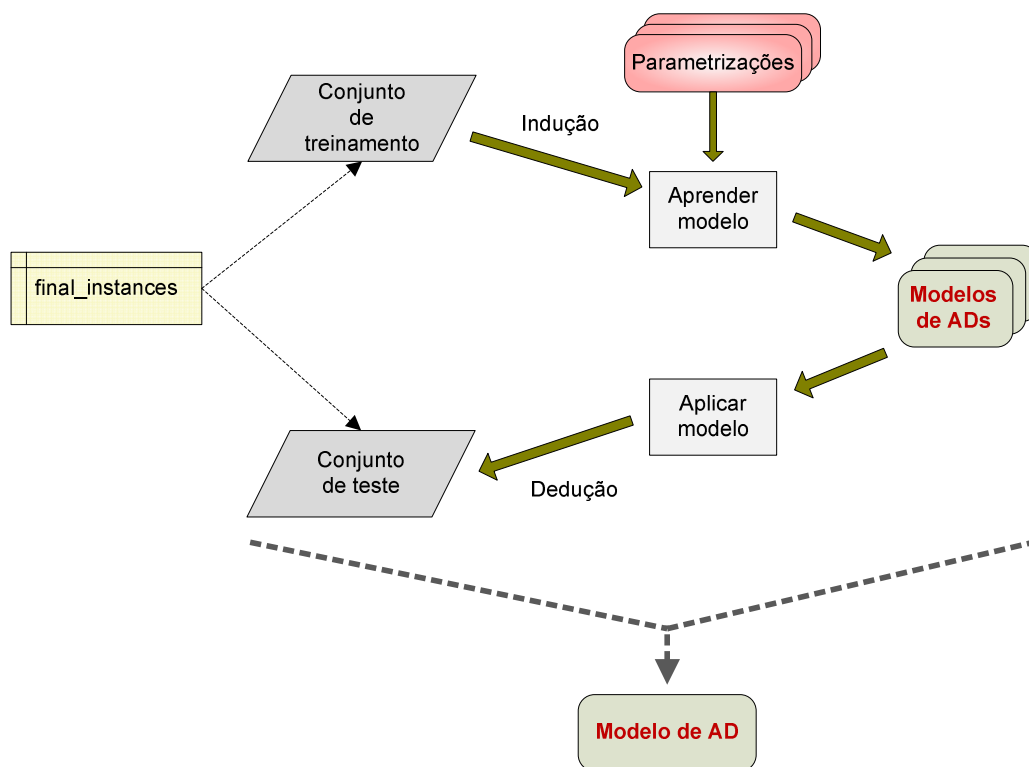 Parametrizações
Conjunto
de
treinamento
Indução
Aprender
modelo
final_instances
Modelos
de ADs
Aplicar
modelo
Conjunto
de teste
Dedução
Modelo de AD